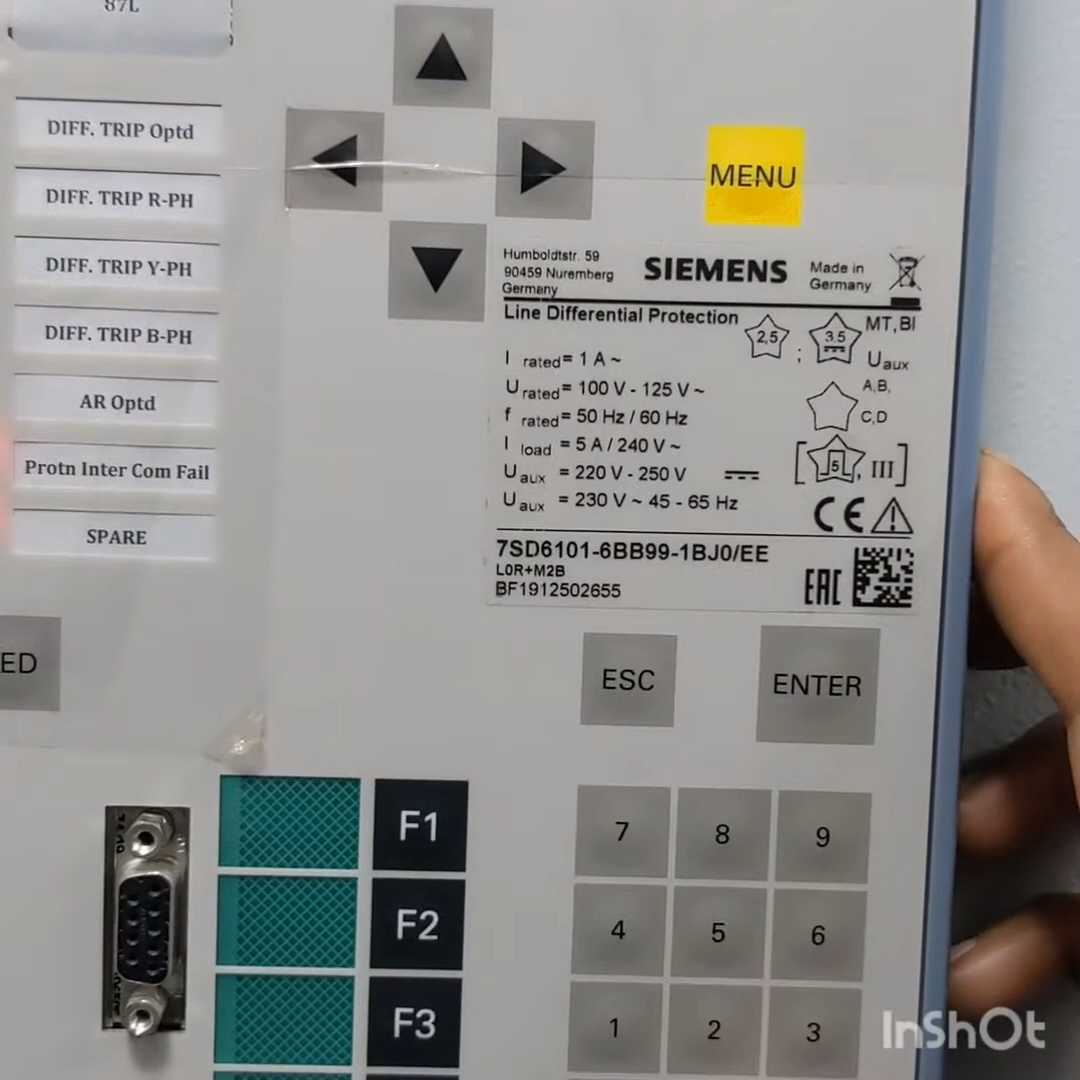 87L
DIFF. TRIP Optd
DIFF. TRIP R-PH
DIFF. TRIP Y-PH
DIFF. TRIP B-PH
AR Optd
Protn Inter Com Fail
SPARE
ED
MENU
Humboldtstr. 59
90459 Nuremberg
Germany
SIEMENS
Made in
Germany
Line Differential Protection
2,5 ; 3.5 MT, BI
U aux
A,B,
C,D
[5L, III]
I rated = 1 A ~
U rated = 100 V - 125 V ~
f rated = 50 Hz / 60 Hz
I load = 5 A / 240 V ~
U aux = 220 V - 250 V
U aux = 230 V ~ 45 - 65 Hz
CE
7SD6101-6BB99-1BJ0/EE
L0R+M2B
BF1912502655
EAC
ESC
ENTER
F1
F2
F3
7 8 9
4 5 6
1 2 3
InShOt